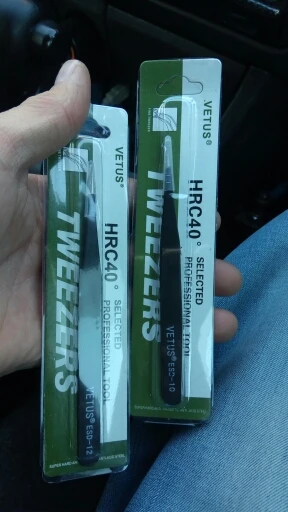 VETUS®
HRC40°
SELECTED
PROFESSIONAL TOOL
TWEEZERS
VETUS® ESD-12
VETUS®
HRC40°
SELECTED
PROFESSIONAL TOOL
TWEEZERS
VETUS® ESD-10